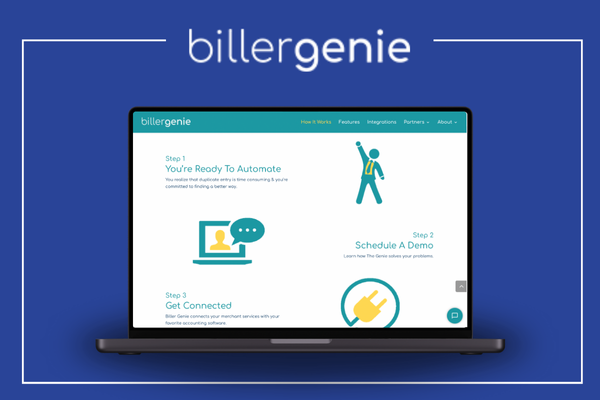 billergenie
billergenie
How It Works Features Integrations Partners About
Step 1
You're Ready To Automate
You realize that duplicate entry is time consuming & you're
committed to finding a better way.
Step 2
Schedule A Demo
Learn how The Genie solves your problems.
Step 3
Get Connected
Biller Genie connects your merchant services with your
favorite accounting software